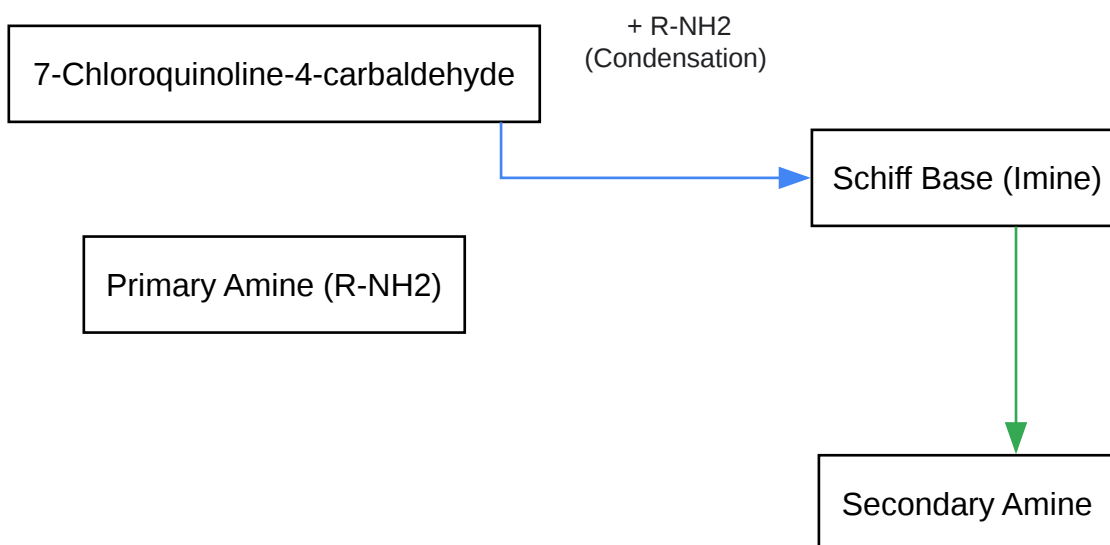 + R-NH2
(Condensation)
7-Chloroquinoline-4-carbaldehyde
Schiff Base (Imine)
Primary Amine (R-NH2)
Secondary Amine